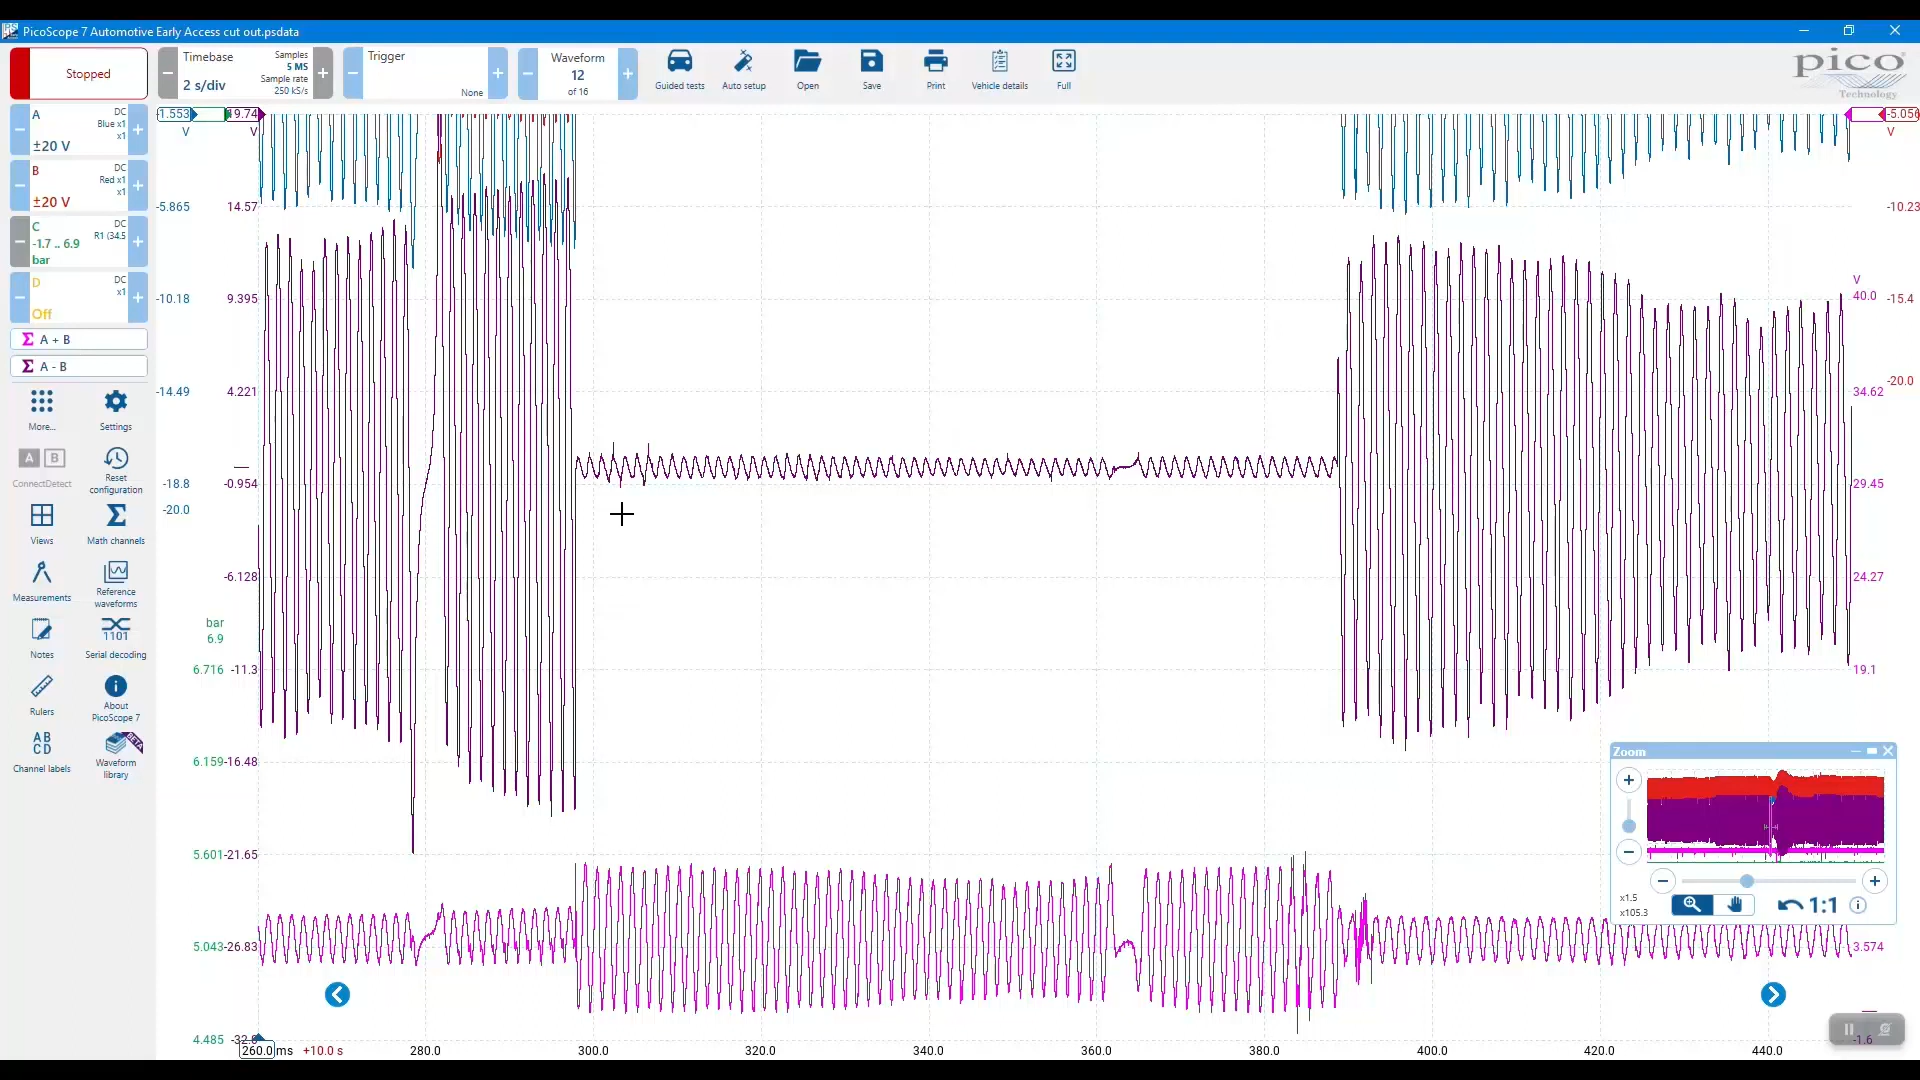 PicoScope 7 Automotive Early Access cut out.psdata
Stopped
Timebase
2 s/div
Samples
5 MS
Sample rate
250 kS/s
Trigger
None
Waveform
12
of 16
Guided tests
Auto setup
Open
Save
Print
Vehicle details
Full
pico
Technology
A
DC
Blue x1
x1
±20 V
B
DC
Red x1
x1
±20 V
C
DC
R1 (34.5
-1.7 .. 6.9
bar
D
DC
x1
Off
Σ A + B
Σ A - B
More...
Settings
A B
ConnectDetect
Reset
configuration
Views
Math channels
Measurements
Reference
waveforms
Notes
1101
Serial decoding
Rulers
About
PicoScope 7
AB
CD
Channel labels
BETA
Waveform
library
-1.553
V
-5.865
-10.18
-14.49
-18.8
-20.0
19.74
V
14.57
9.395
4.221
-0.954
-6.128
-11.3
-16.48
-21.65
-26.83
bar
6.9
6.716
6.159
5.601
5.043
4.485
-5.056
V
-10.23
-15.4
-20.0
V
40.0
34.62
29.45
24.27
19.1
3.574
-1.6
Zoom
x1.5
x105.3
1:1
260.0 ms
+10.0 s
280.0
300.0
320.0
340.0
360.0
380.0
400.0
420.0
440.0